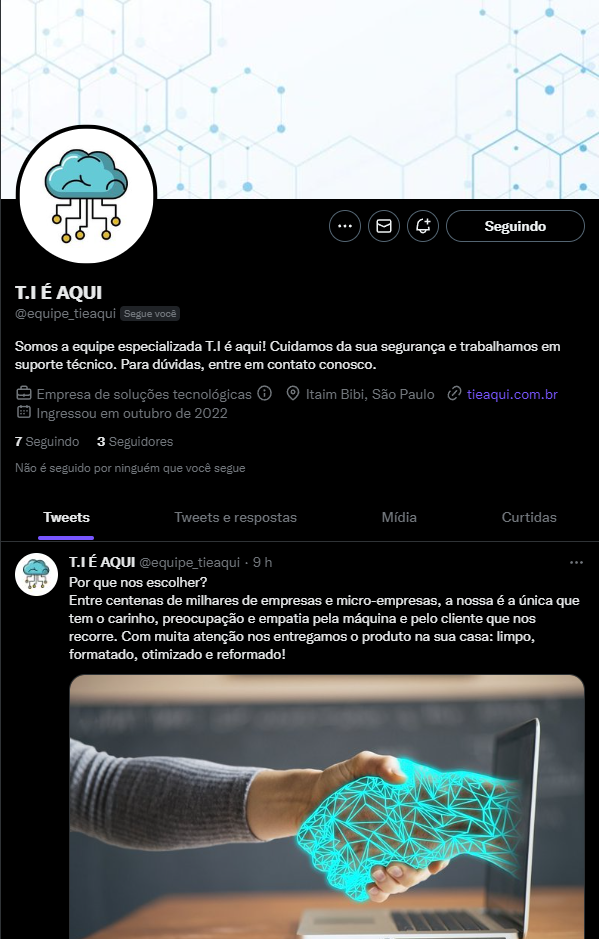 Seguindo
T.I É AQUI
@equipe_tieaqui Segue você
Somos a equipe especializada T.I é aqui! Cuidamos da sua segurança e trabalhamos em
suporte técnico. Para dúvidas, entre em contato conosco.
Empresa de soluções tecnológicas Itaim Bibi, São Paulo tieaqui.com.br
Ingressou em outubro de 2022
7 Seguindo 3 Seguidores
Não é seguido por ninguém que você segue
Tweets Tweets e respostas Mídia Curtidas
T.I É AQUI @equipe_tieaqui · 9 h
Por que nos escolher?
Entre centenas de milhares de empresas e micro-empresas, a nossa é a única que
tem o carinho, preocupação e empatia pela máquina e pelo cliente que nos
recorre. Com muita atenção nos entregamos o produto na sua casa: limpo,
formatado, otimizado e reformado!